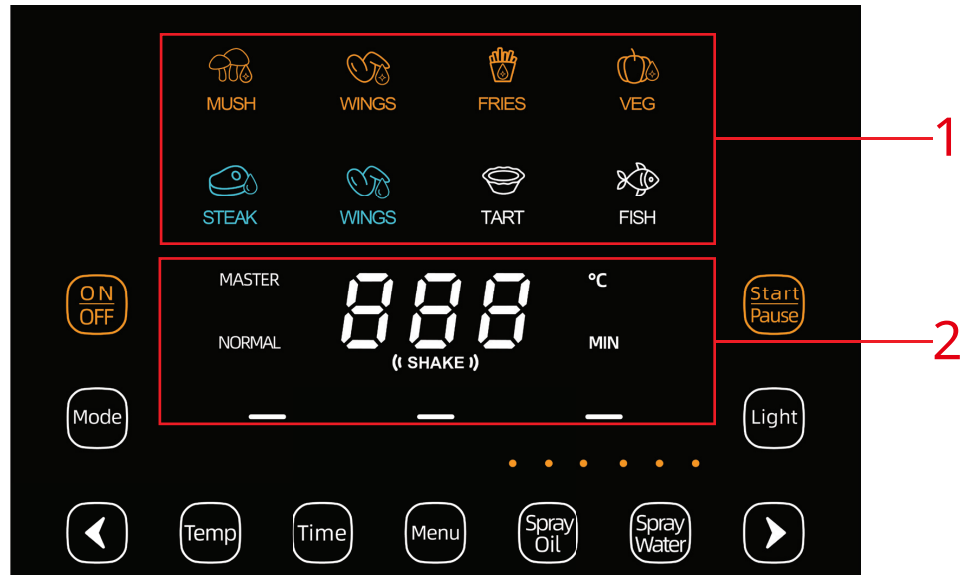 MUSH WINGS FRIES VEG
1
STEAK WINGS TART FISH
MASTER 888 °C
ON
OFF
Start
Pause
NORMAL MIN
2
(( SHAKE ))
Mode
Light
Temp
Time
Menu
Spray
Oil
Spray
Water